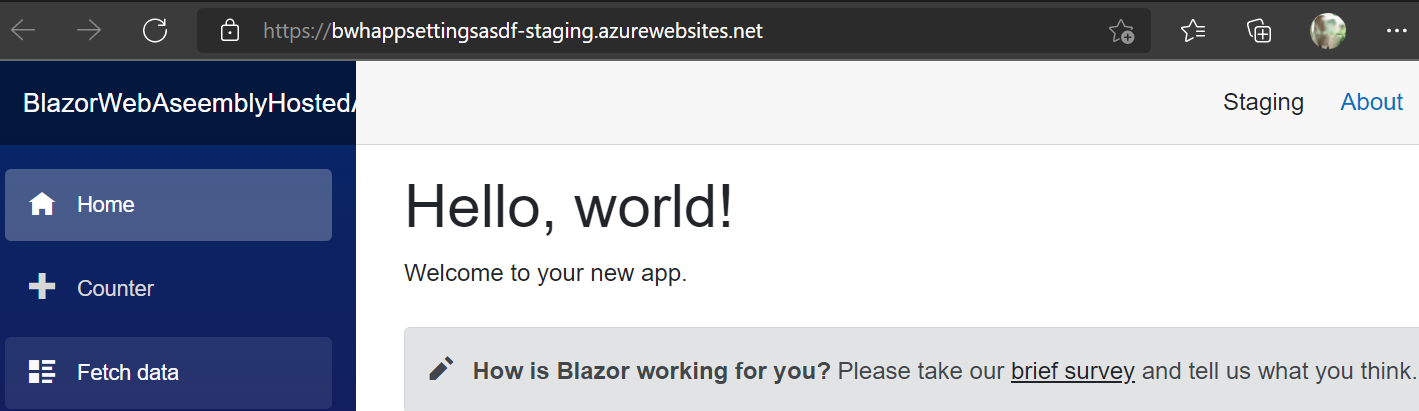 https://bwhappsettingsasdf-staging.azurewebsites.net
BlazorWebAseemblyHostedA
Staging About
Home
Hello, world!
Welcome to your new app.
Counter
Fetch data
How is Blazor working for you? Please take our brief survey and tell us what you think.